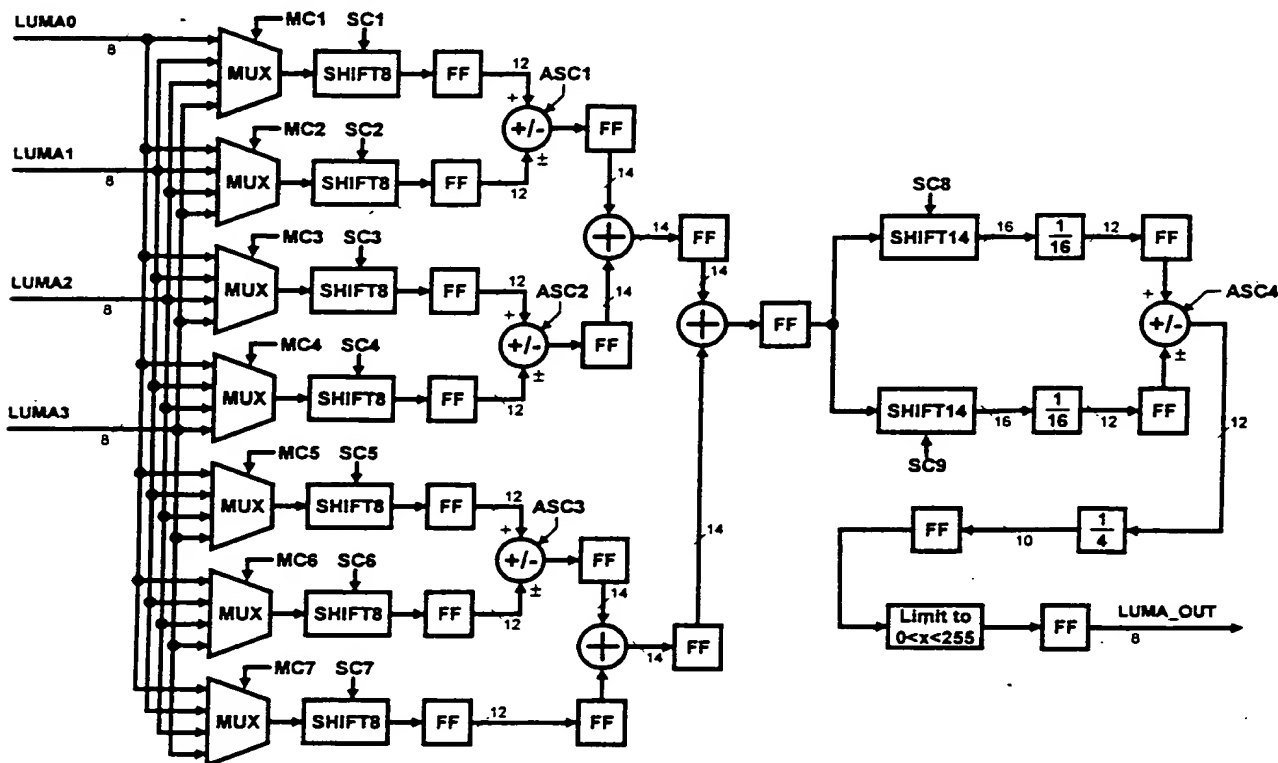 LUMA0
8
MC1
SC1
MUX
SHIFT8
FF
12
ASC1
+
+/-
±
FF
14
LUMA1
8
MC2
SC2
MUX
SHIFT8
FF
12
MC3
SC3
MUX
SHIFT8
FF
12
ASC2
+
+/-
±
FF
14
+
14
FF
14
LUMA2
8
MC4
SC4
MUX
SHIFT8
FF
12
LUMA3
8
+
FF
SC8
SHIFT14
16
1
16
12
FF
+
ASC4
+/-
±
SHIFT14
16
1
16
12
FF
SC9
12
MC5
SC5
MUX
SHIFT8
FF
12
ASC3
+
+/-
±
FF
14
14
MC6
SC6
MUX
SHIFT8
FF
12
+
14
FF
MC7
SC7
MUX
SHIFT8
FF
12
FF
FF
10
1
4
Limit to
0<x<255
FF
LUMA_OUT
8